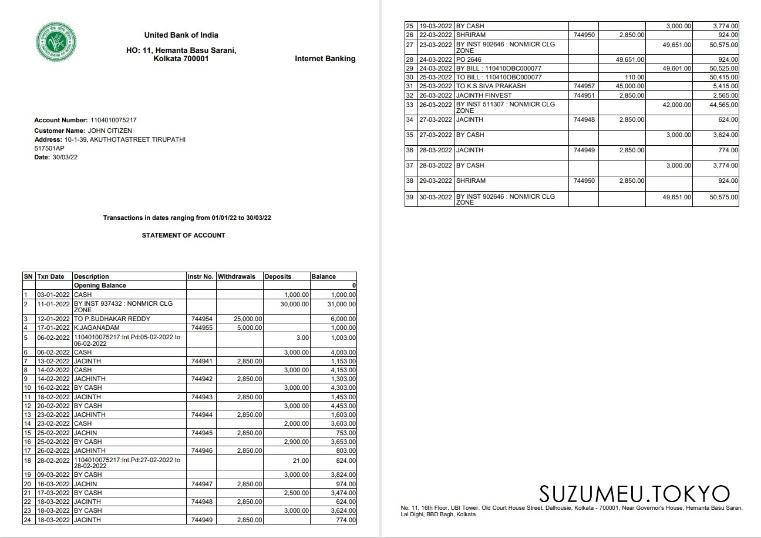 United Bank of India
HO: 11, Hemanta Basu Sarani,
Kolkata 700001
Internet Banking
Account Number: 1104010075217
Customer Name: JOHN CITIZEN
Address: 10-1-39, AKUTHOTASTREET TIRUPATHI
517501AP
Date: 30/03/22
Transactions in dates ranging from 01/01/22 to 30/03/22
STATEMENT OF ACCOUNT
SN Txn Date Description Instr No. Withdrawals Deposits Balance
Opening Balance 0
1 03-01-2022 CASH 1,000.00 1,000.00
2 11-01-2022 BY INST 937432 : NONMICR CLG 30,000.00 31,000.00
ZONE
3 12-01-2022 TO P.SUDHAKAR REDDY 744954 25,000.00 6,000.00
4 17-01-2022 K.JAGANADAM 744955 5,000.00 1,000.00
5 06-02-2022 1104010075217:Int.Pd:05-02-2022 to 3.00 1,003.00
06-02-2022
6 06-02-2022 CASH 3,000.00 4,003.00
7 13-02-2022 JACINTH 744941 2,850.00 1,153.00
8 14-02-2022 CASH 3,000.00 4,153.00
9 14-02-2022 JACHINTH 744942 2,850.00 1,303.00
10 16-02-2022 BY CASH 3,000.00 4,303.00
11 18-02-2022 JACINTH 744943 2,850.00 1,453.00
12 20-02-2022 BY CASH 3,000.00 4,453.00
13 23-02-2022 JACHINTH 744944 2,850.00 1,603.00
14 23-02-2022 CASH 2,000.00 3,603.00
15 25-02-2022 JACHIN 744945 2,850.00 753.00
16 25-02-2022 BY CASH 2,900.00 3,653.00
17 26-02-2022 JACHINTH 744946 2,850.00 803.00
18 28-02-2022 1104010075217:Int.Pd:27-02-2022 to 21.00 824.00
28-02-2022
19 09-03-2022 BY CASH 3,000.00 3,824.00
20 16-03-2022 JACHIN 744947 2,850.00 974.00
21 17-03-2022 BY CASH 2,500.00 3,474.00
22 18-03-2022 JACINTH 744948 2,850.00 624.00
23 18-03-2022 BY CASH 3,000.00 3,624.00
24 18-03-2022 JACINTH 744949 2,850.00 774.00
25 19-03-2022 BY CASH 3,000.00 3,774.00
26 22-03-2022 SHRIRAM 744950 2,850.00 924.00
27 23-03-2022 BY INST 902646 : NONMICR CLG 49,651.00 50,575.00
ZONE
28 24-03-2022 PO 2646 49,651.00 924.00
29 24-03-2022 BY BILL : 110410OBC000077 49,601.00 50,525.00
30 25-03-2022 TO BILL : 110410OBC000077 110.00 50,415.00
31 25-03-2022 TO K.S.SIVA PRAKASH 744957 45,000.00 5,415.00
32 26-03-2022 JACINTH FINVEST 744951 2,850.00 2,565.00
33 26-03-2022 BY INST 511307 : NONMICR CLG 42,000.00 44,565.00
ZONE
34 27-03-2022 JACINTH 744948 2,850.00 624.00
35 27-03-2022 BY CASH 3,000.00 3,624.00
36 28-03-2022 JACINTH 744949 2,850.00 774.00
37 28-03-2022 BY CASH 3,000.00 3,774.00
38 29-03-2022 SHRIRAM 744950 2,850.00 924.00
39 30-03-2022 BY INST 902646 : NONMICR CLG 49,651.00 50,575.00
ZONE
SUZUMEU.TOKYO
No. 11, 16th Floor, UBI Tower, Old Court House Street, Dalhousie, Kolkata - 700001, Near Governor's House, Hemanta Basu Saran,
Lal Dighi, BBD Bagh, Kolkata